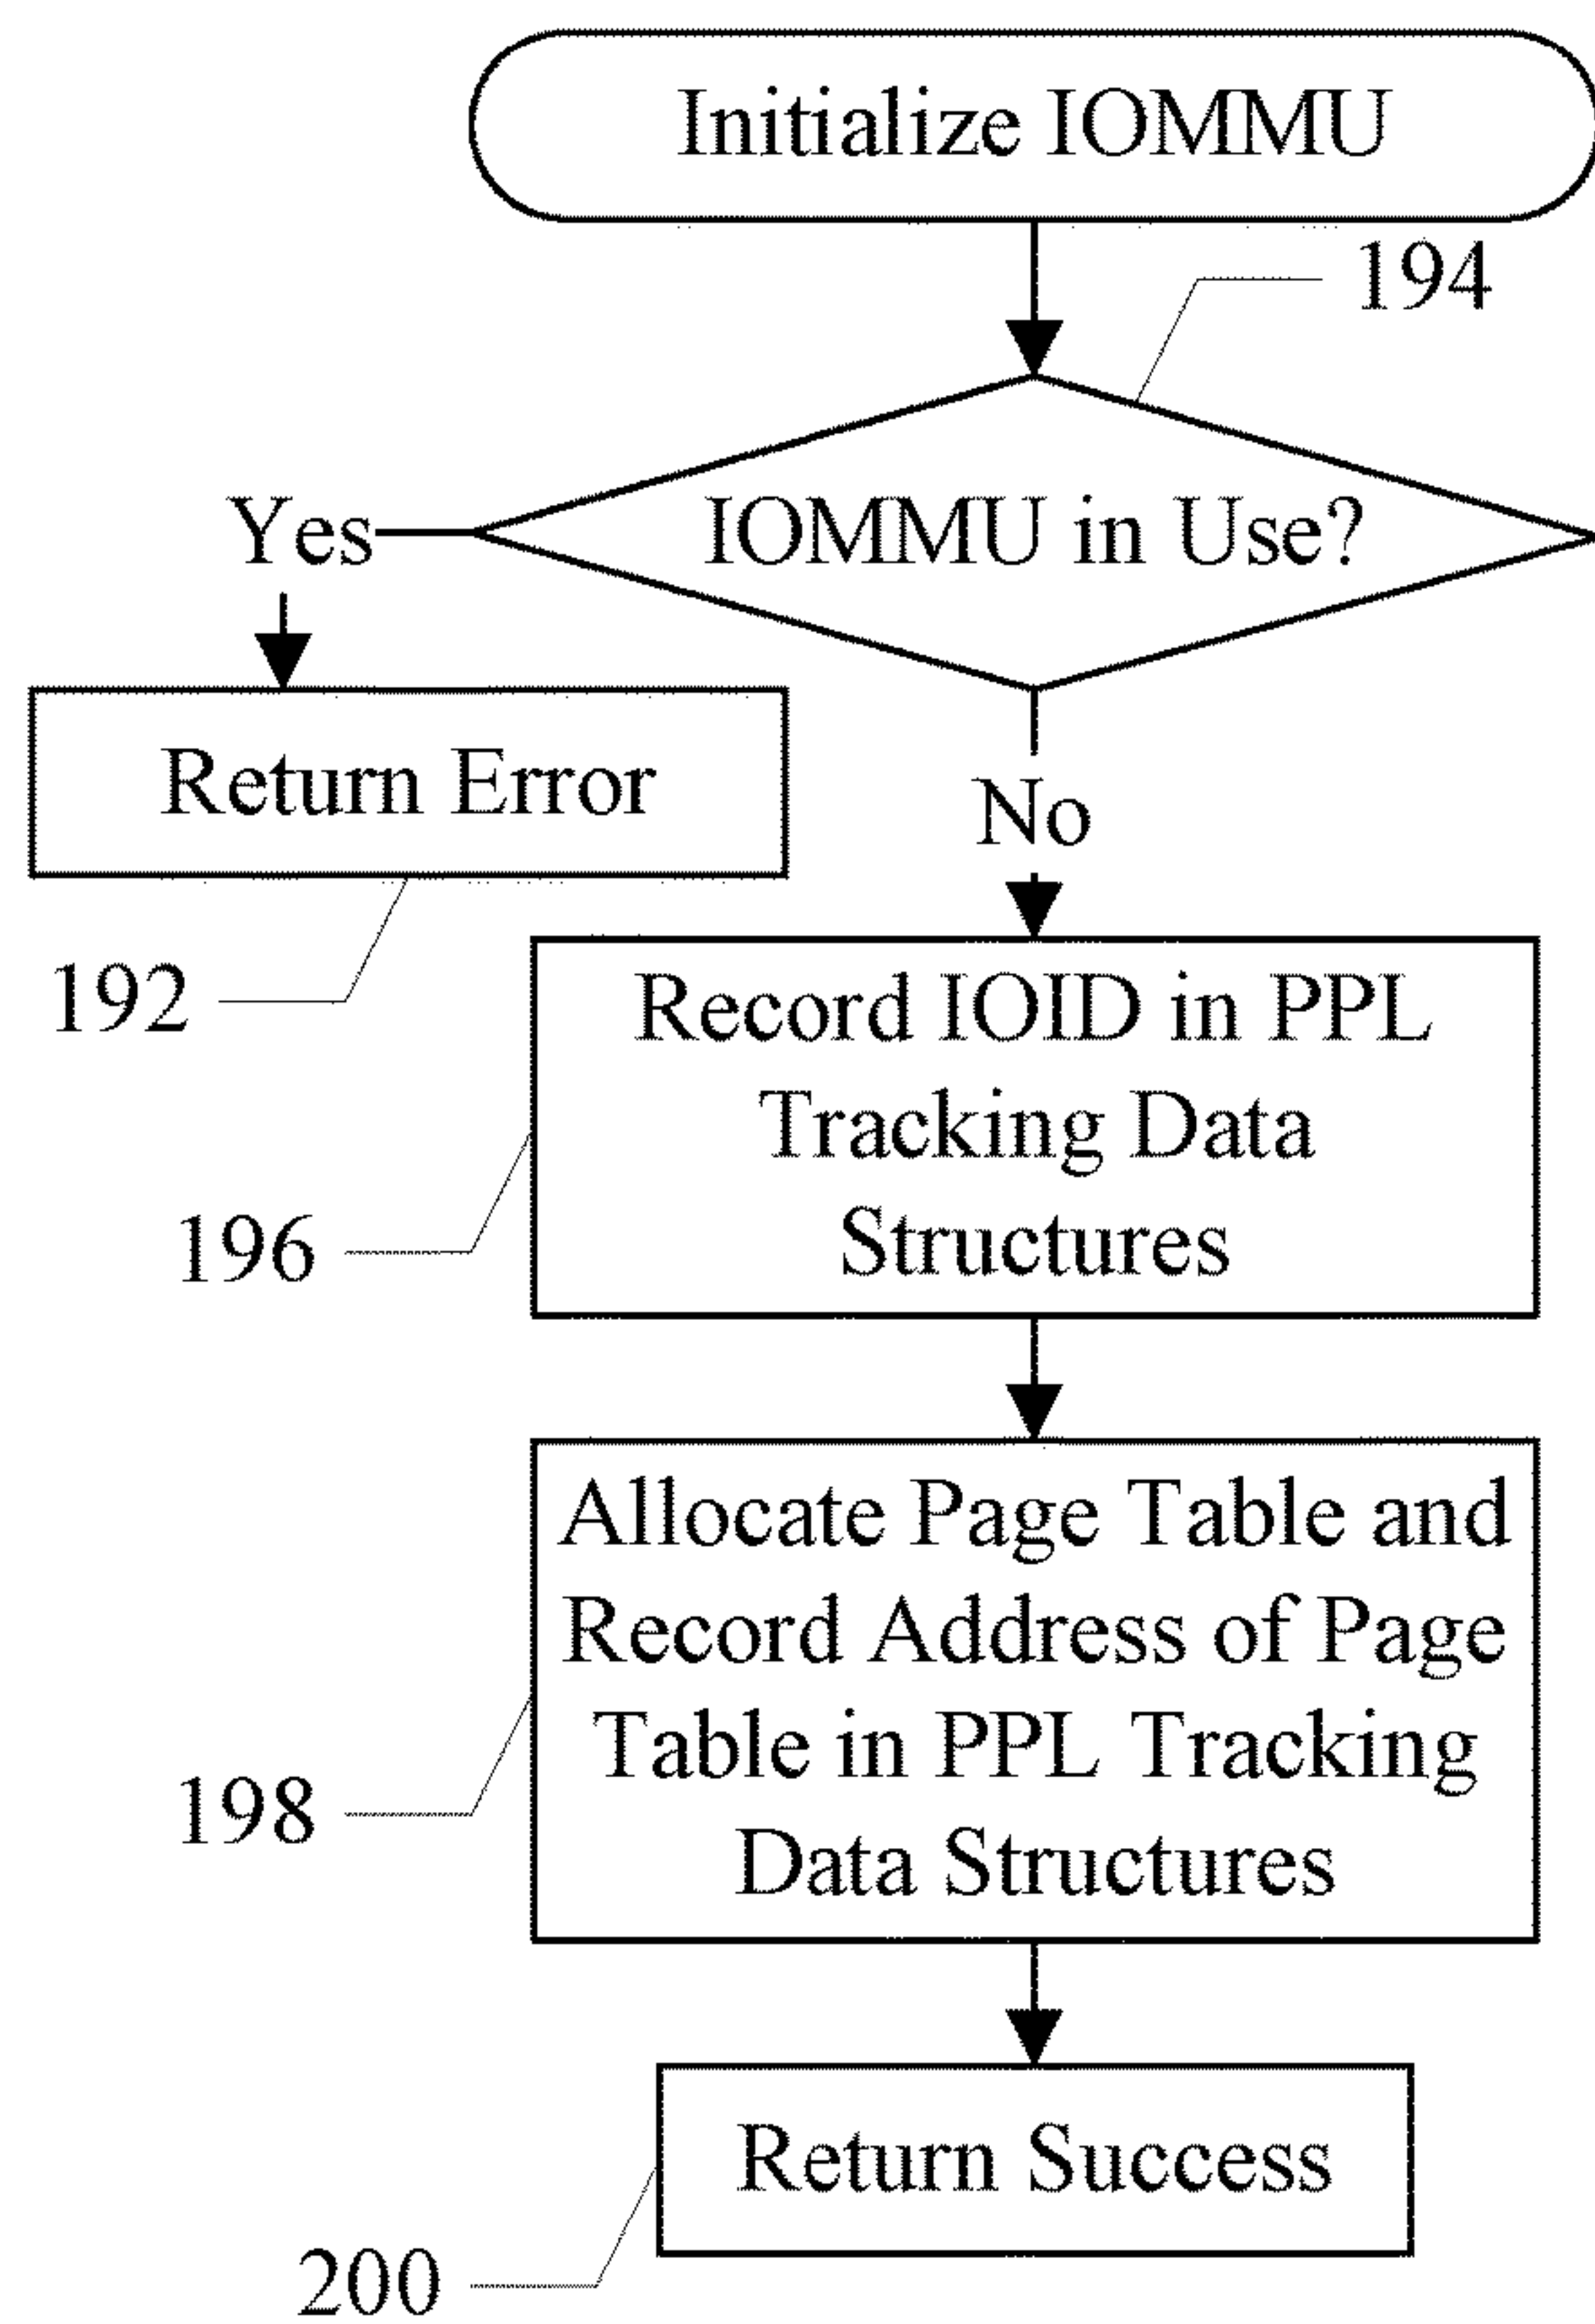 Initialize IOMMU
194
IOMMU in Use?
Yes
Return Error
No
192
Record IOID in PPL
Tracking Data
Structures
196
Allocate Page Table and
Record Address of Page
Table in PPL Tracking
Data Structures
198
Return Success
200